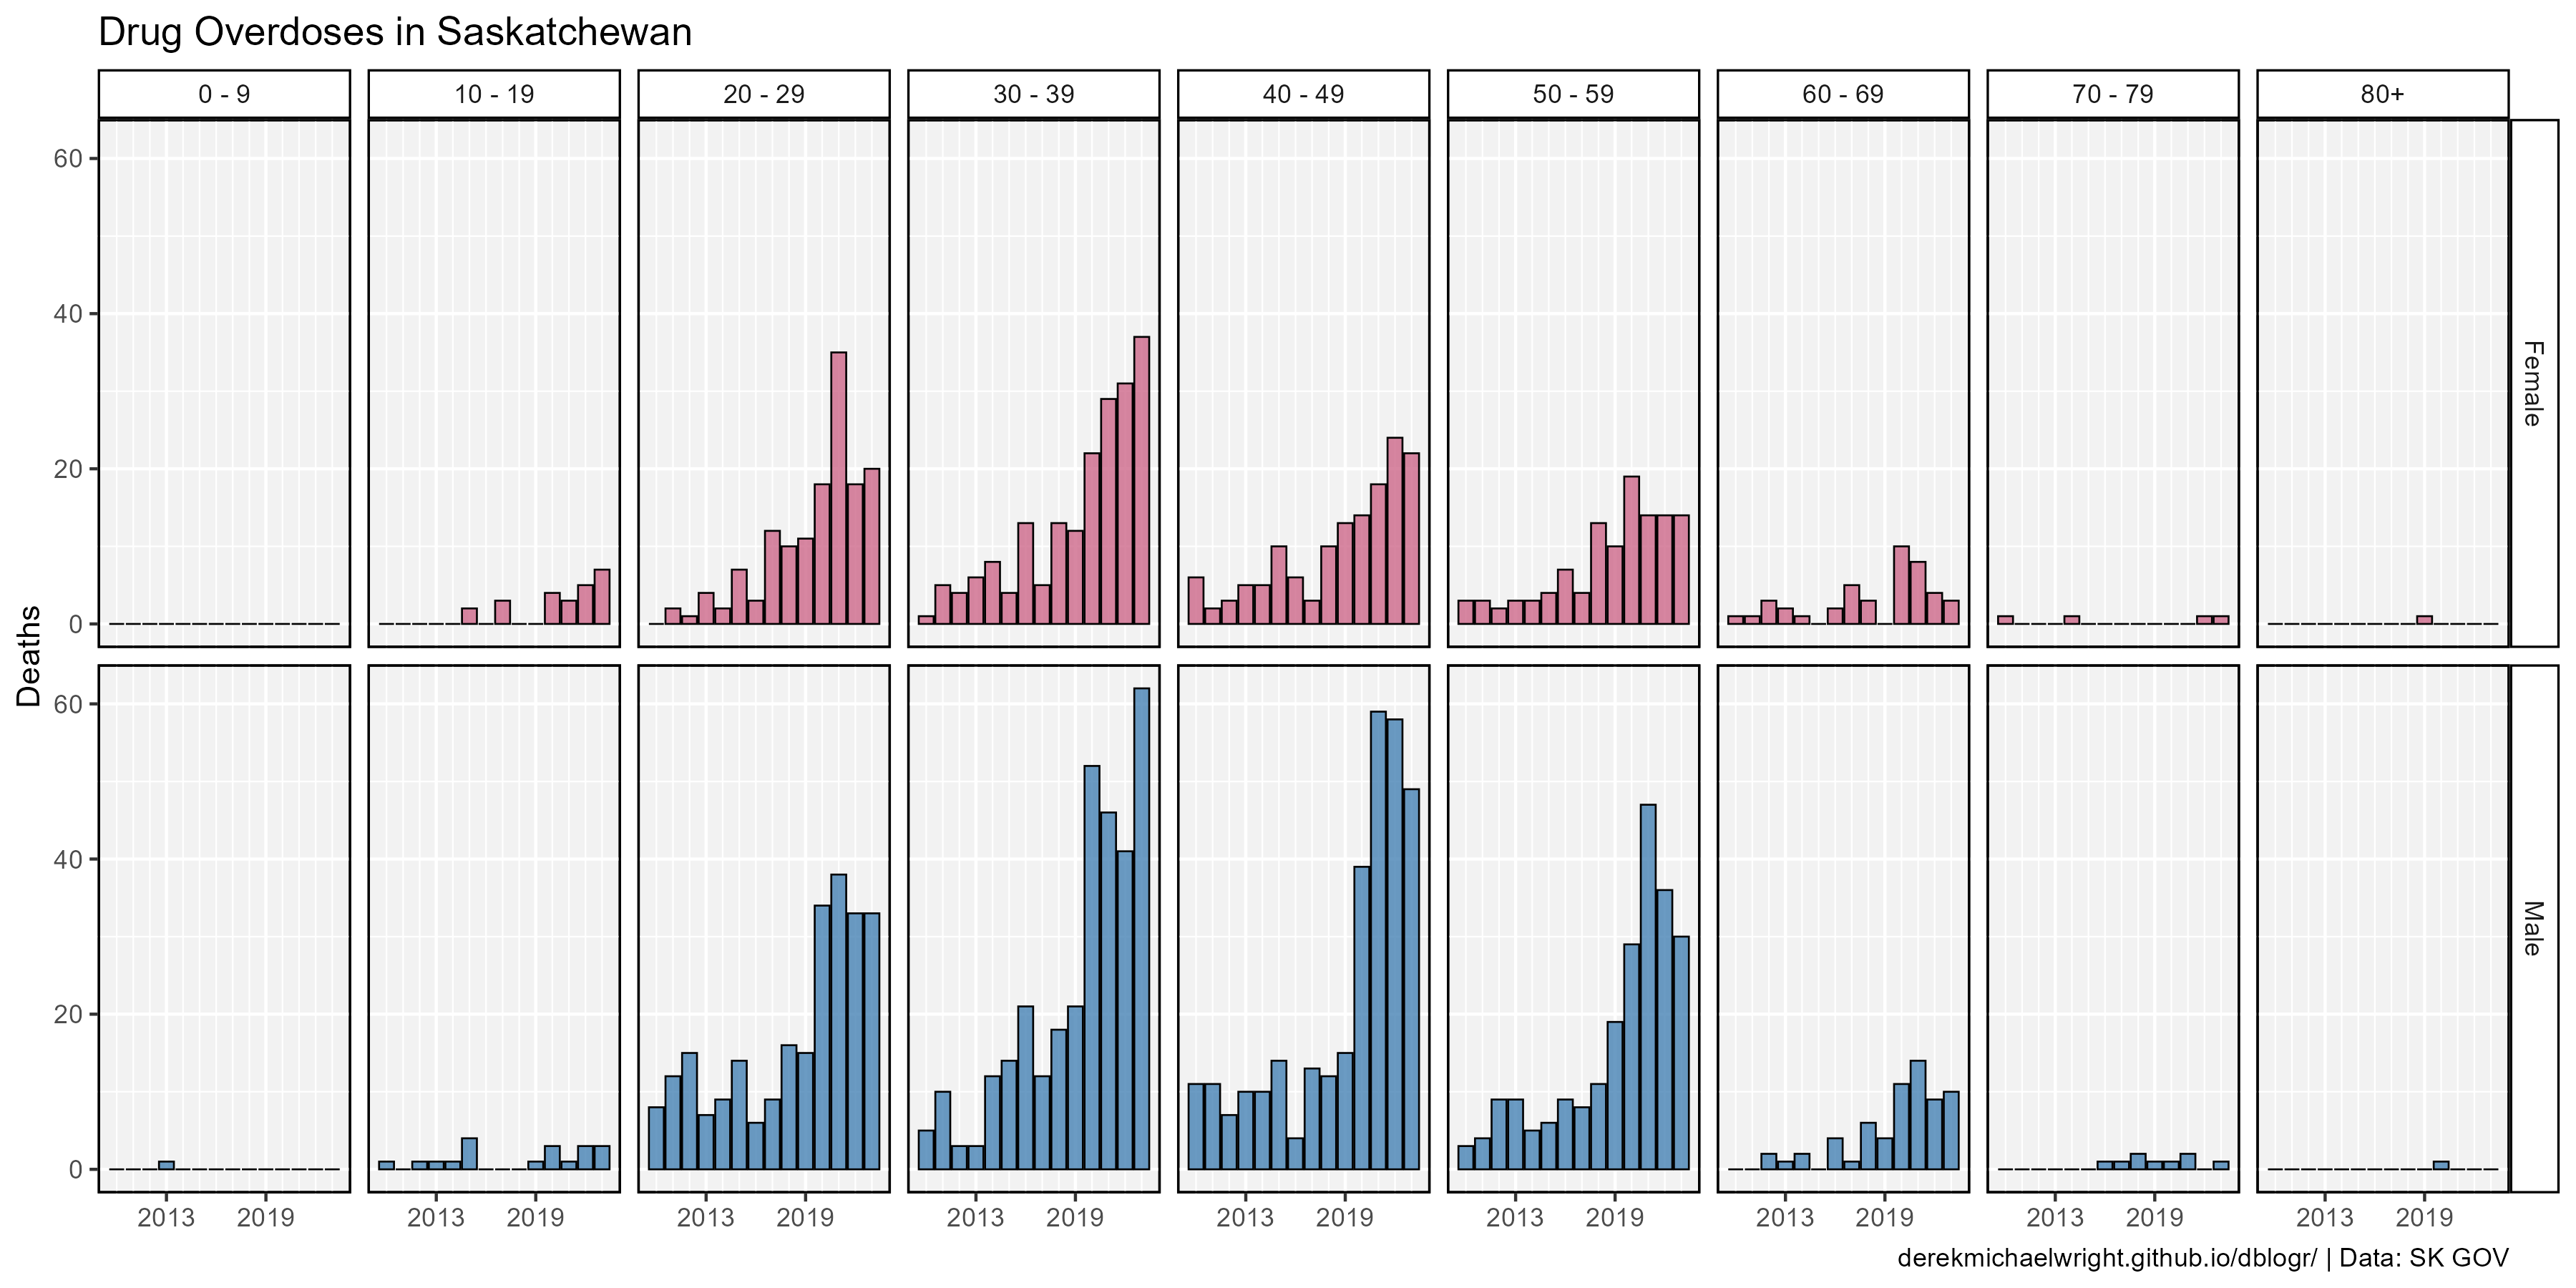 Drug Overdoses in Saskatchewan
0 - 9 10 - 19 20 - 29 30 - 39 40 - 49 50 - 59 60 - 69 70 - 79 80+
60
40
20
0
Female
Deaths
60
40
20
0
Male
2013 2019 2013 2019 2013 2019 2013 2019 2013 2019 2013 2019 2013 2019 2013 2019 2013 2019
derekmichaelwright.github.io/dblogr/ | Data: SK GOV